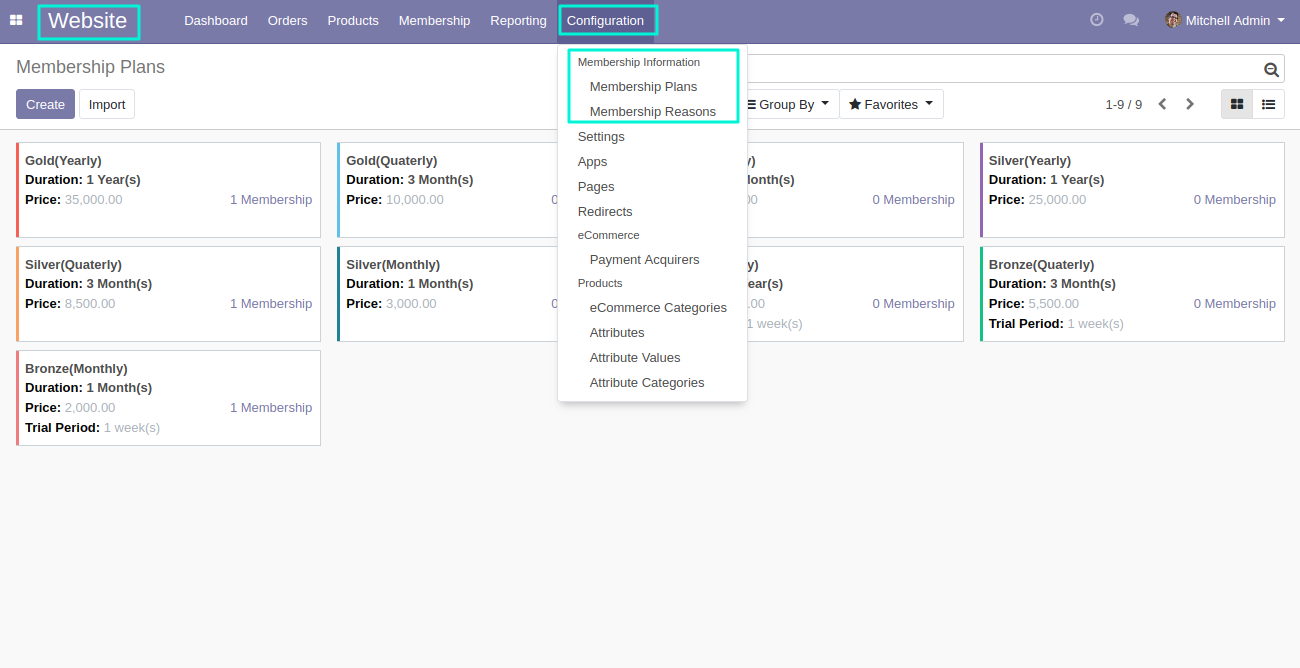 Website Dashboard Orders Products Membership Reporting Configuration Mitchell Admin
Membership Plans
Create Import
Group By Favorites 1-9 / 9
Membership Information
Membership Plans
Membership Reasons
Settings
Apps
Pages
Redirects
eCommerce
Payment Acquirers
Products
eCommerce Categories
Attributes
Attribute Values
Attribute Categories
Gold(Yearly)
Duration: 1 Year(s)
Price: 35,000.00 1 Membership
Gold(Quaterly)
Duration: 3 Month(s)
Price: 10,000.00 0
0 Membership
Silver(Yearly)
Duration: 1 Year(s)
Price: 25,000.00 0 Membership
Silver(Quaterly)
Duration: 3 Month(s)
Price: 8,500.00 1 Membership
Silver(Monthly)
Duration: 1 Month(s)
Price: 3,000.00 0
0 Membership
1 week(s)
Bronze(Quaterly)
Duration: 3 Month(s)
Price: 5,500.00 0 Membership
Trial Period: 1 week(s)
Bronze(Monthly)
Duration: 1 Month(s)
Price: 2,000.00 1 Membership
Trial Period: 1 week(s)